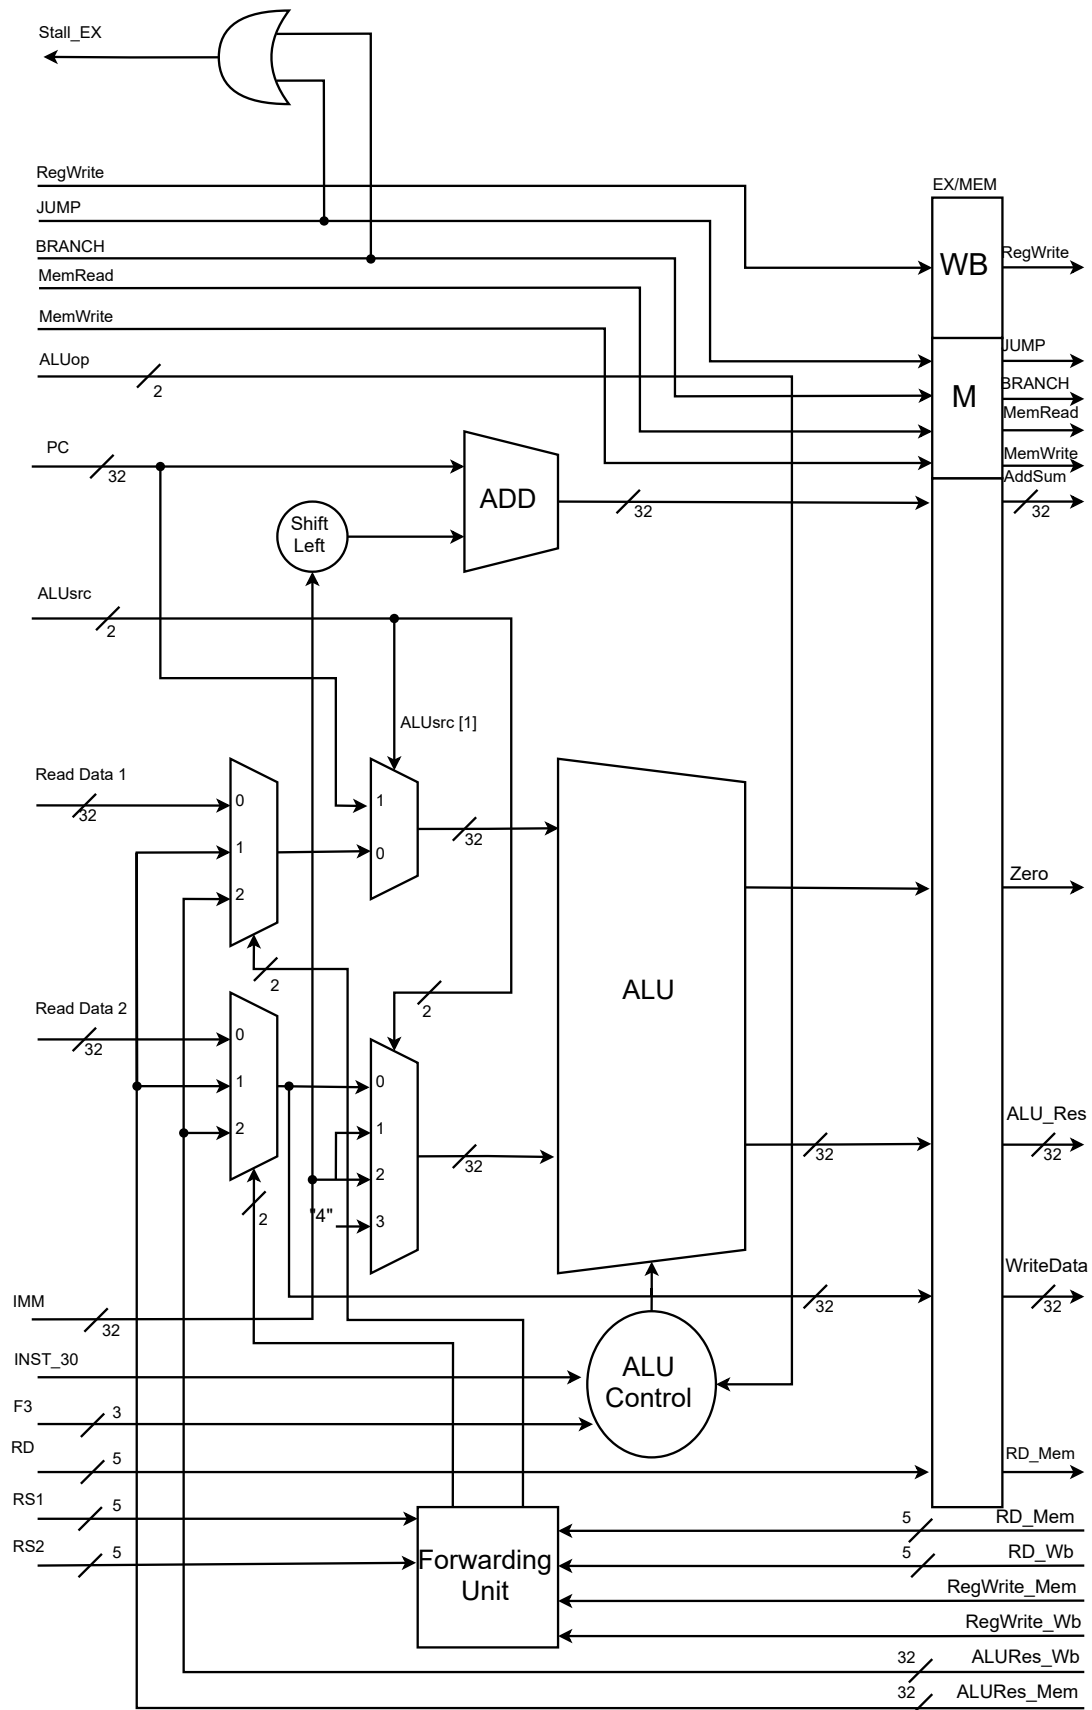 Stall_EX
RegWrite
EX/MEM
JUMP
BRANCH
RegWrite
WB
MemRead
MemWrite
JUMP
ALUop
BRANCH
2
M
MemRead
PC
MemWrite
32
AddSum
ADD
32
32
Shift
Left
ALUsrc
2
ALUsrc [1]
Read Data 1
0
1
32
32
1
0
Zero
2
2
ALU
2
Read Data 2
0
32
1
0
ALU_Res
2
1
32
32
32
2
2
"4"
3
WriteData
IMM
32
32
32
INST_30
ALU
Control
F3
3
RD
5
RD_Mem
RS1
5
5
RD_Mem
RS2
5
5
RD_Wb
Forwarding
Unit
RegWrite_Mem
RegWrite_Wb
32
ALURes_Wb
32
ALURes_Mem